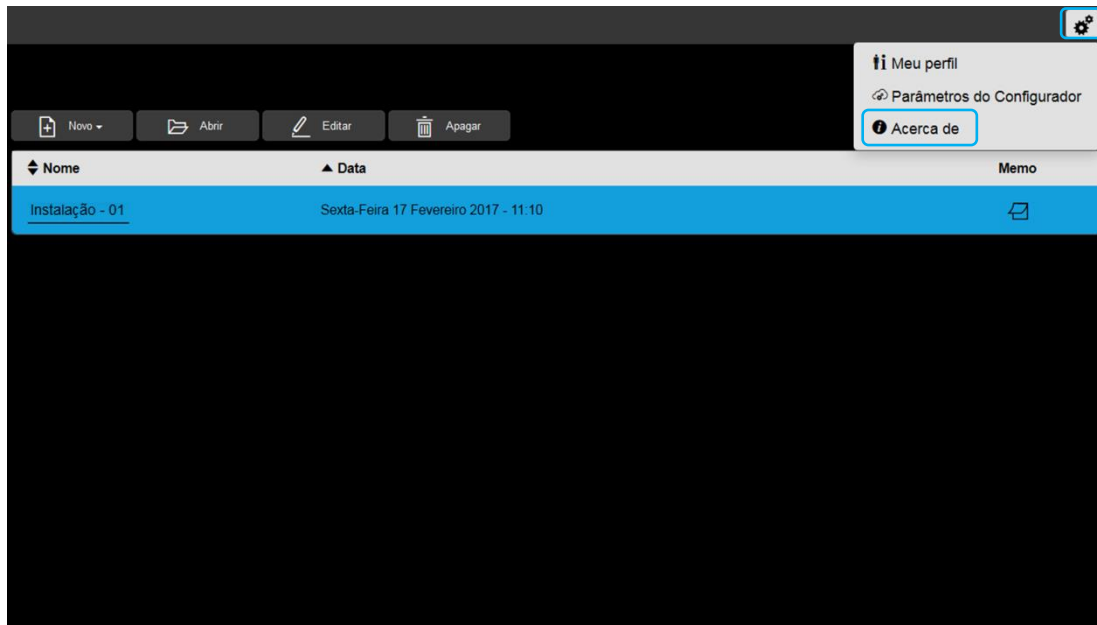 Meu perfil
Parâmetros do Configurador
Acerca de
Novo Abrir Editar Apagar
Nome Data Memo
Instalação - 01 Sexta-Feira 17 Fevereiro 2017 - 11:10